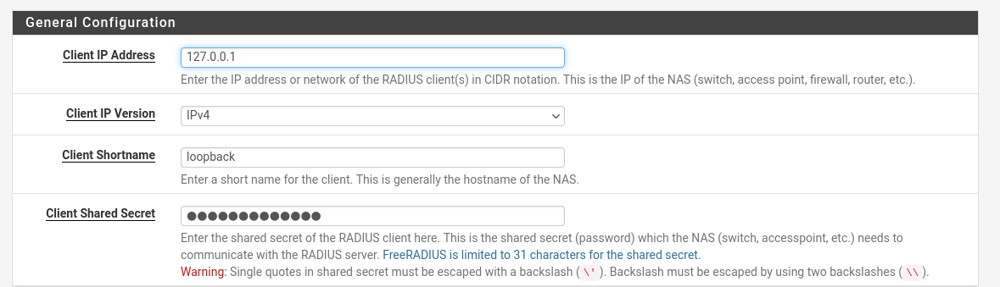 General Configuration
Client IP Address
127.0.0.1
Enter the IP address or network of the RADIUS client(s) in CIDR notation. This is the IP of the NAS (switch, access point, firewall, router, etc.).
Client IP Version
IPv4
Client Shortname
loopback
Enter a short name for the client. This is generally the hostname of the NAS.
Client Shared Secret
●●●●●●●●●●●●●
Enter the shared secret of the RADIUS client here. This is the shared secret (password) which the NAS (switch, accesspoint, etc.) needs to
communicate with the RADIUS server. FreeRADIUS is limited to 31 characters for the shared secret.
Warning: Single quotes in shared secret must be escaped with a backslash ( \' ). Backslash must be escaped by using two backslashes ( \\ ).